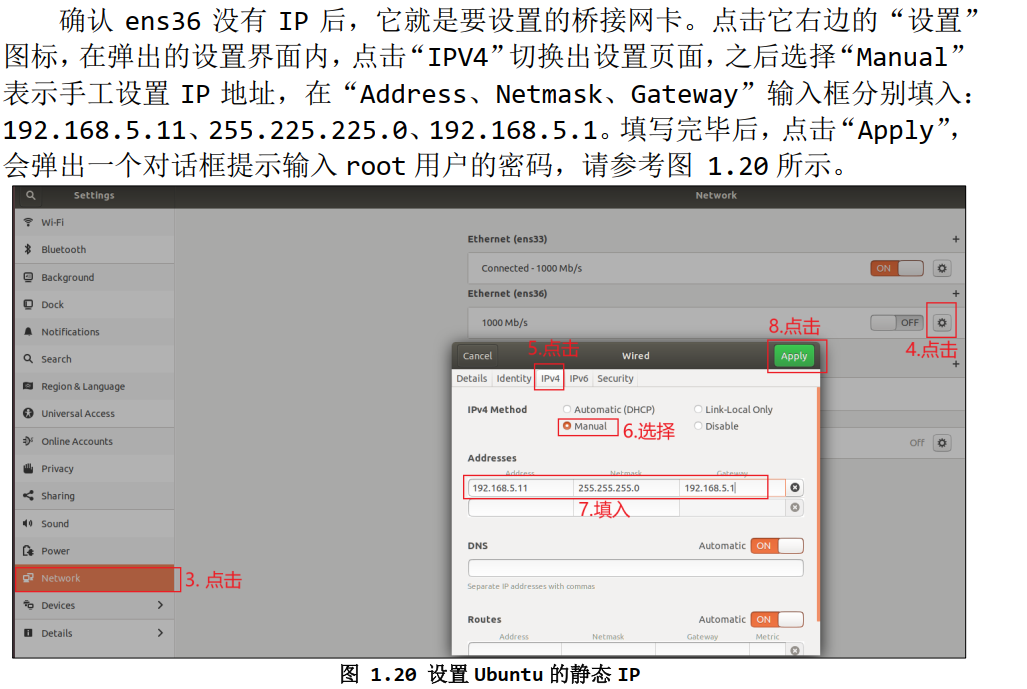 确认 ens36 没有 IP 后，它就是要设置的桥接网卡。点击它右边的“设置”
图标，在弹出的设置界面内，点击“IPV4”切换出设置页面，之后选择“Manual”
表示手工设置 IP 地址，在“Address、Netmask、Gateway”输入框分别填入：
192.168.5.11、255.225.225.0、192.168.5.1。填写完毕后，点击“Apply”，
会弹出一个对话框提示输入 root 用户的密码，请参考图 1.20 所示。
Settings
Network
Wi-Fi
Bluetooth
Background
Dock
Notifications
Search
Region & Language
Universal Access
Online Accounts
Privacy
Sharing
Sound
Power
Network
3. 点击
Devices
Details
Ethernet (ens33)
Connected - 1000 Mb/s
ON
Ethernet (ens36)
1000 Mb/s
OFF
4.点击
Off
8.点击
5.点击
Cancel
Wired
Apply
Details Identity IPv4 IPv6 Security
IPv4 Method
Automatic (DHCP)
Link-Local Only
Manual
6.选择
Disable
Addresses
Address Netmask Gateway
192.168.5.11 255.255.255.0 192.168.5.1
7.填入
DNS
Automatic ON
Separate IP addresses with commas
Routes
Automatic ON
Address Netmask Gateway Metric
图 1.20 设置 Ubuntu 的静态 IP